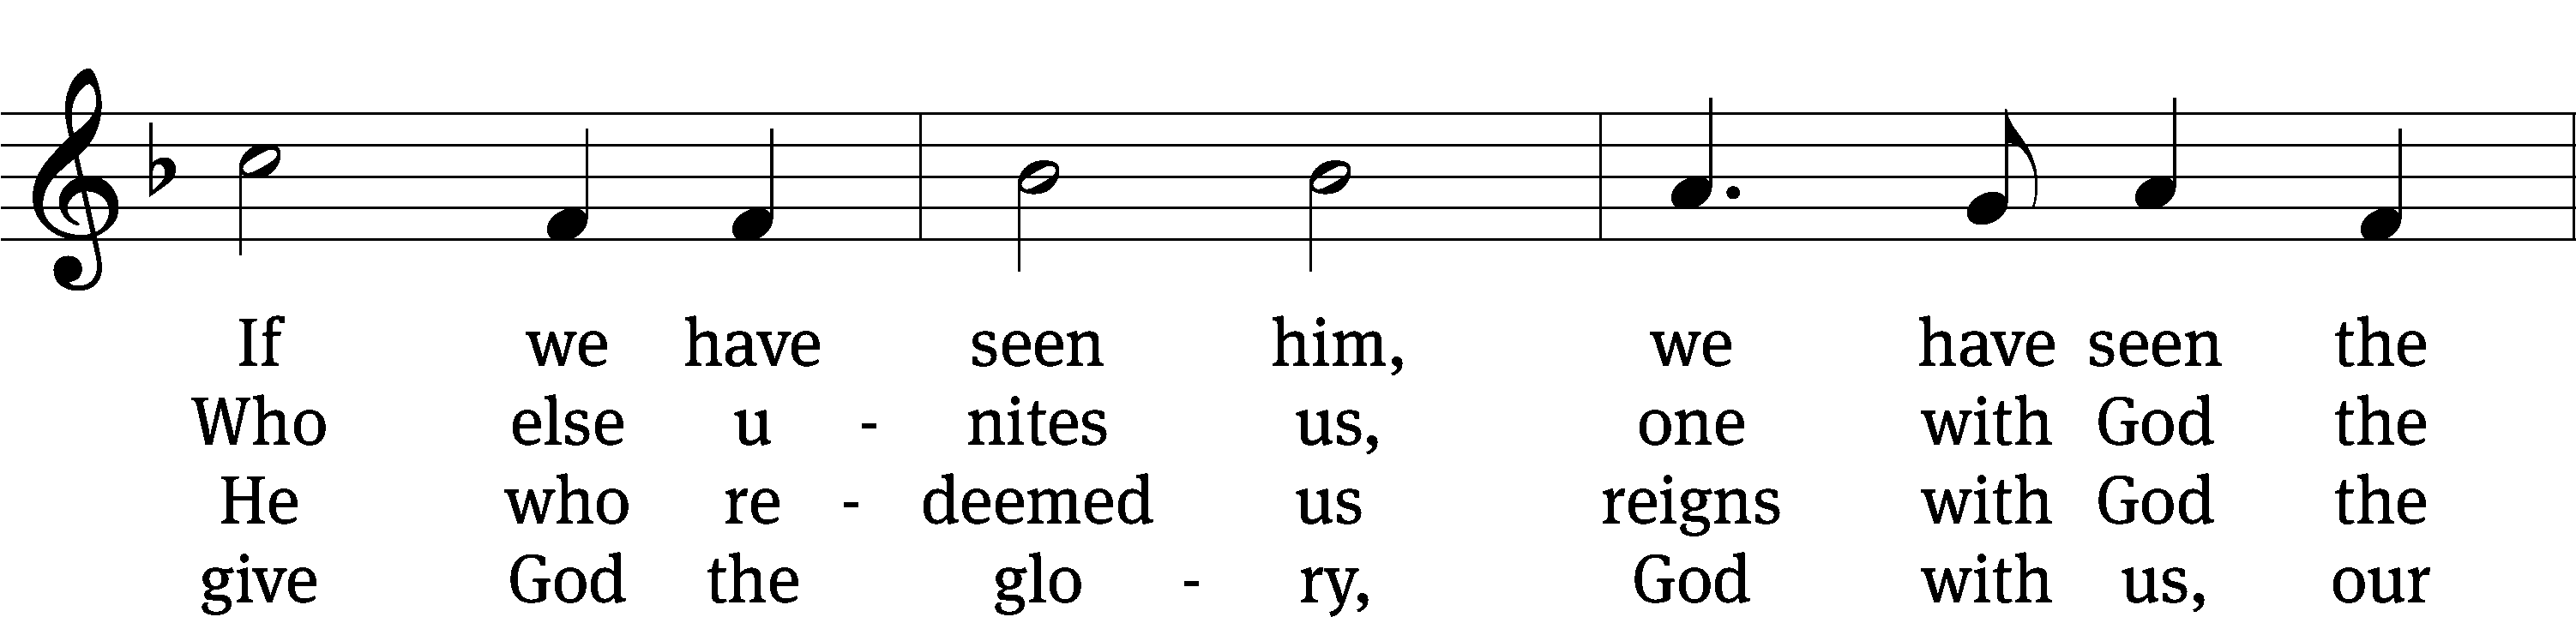 If we have seen him, we have seen the
Who else u - nites us, one with God the
He who re - deemed us reigns with God the
give God the glo - ry, God with us, our